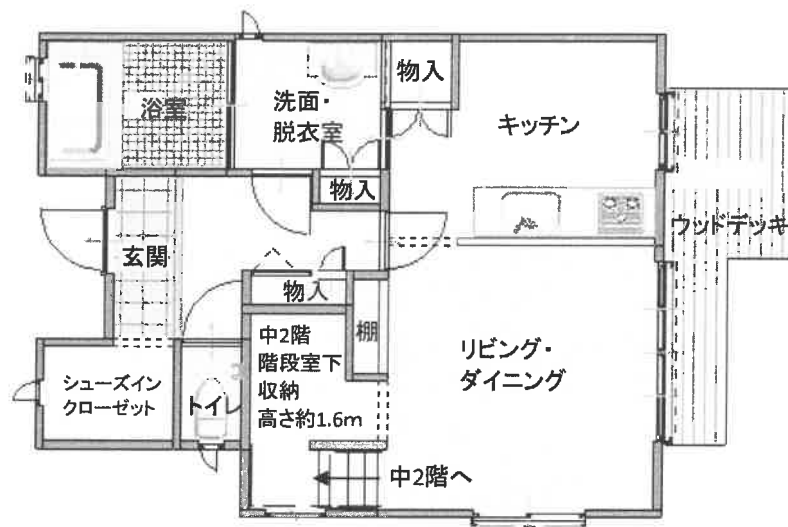 浴室
洗面・
脱衣室
物入
キッチン
物入
ウッドデッキ
玄関
物入
棚
中2階
階段室下
収納
高さ約1.6m
リビング・
ダイニング
シューズイン
クローゼット
トイレ
中2階へ